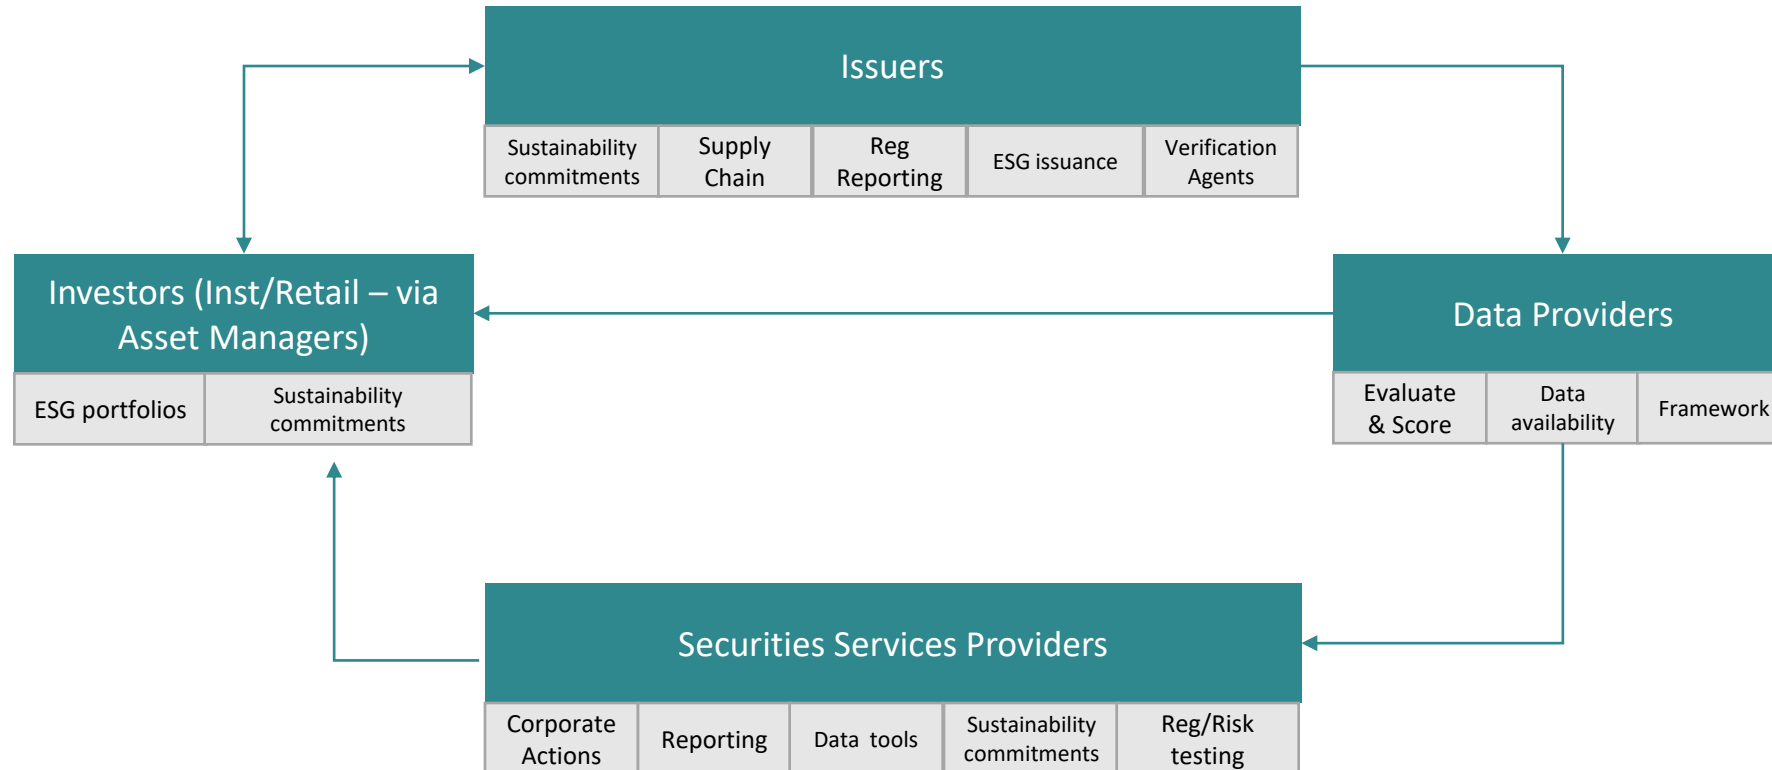 Issuers
Sustainability
commitments
Supply
Chain
Reg
Reporting
ESG issuance
Verification
Agents
Investors (Inst/Retail – via
Asset Managers)
ESG portfolios
Sustainability
commitments
Data Providers
Evaluate
& Score
Data
availability
Framework
Securities Services Providers
Corporate
Actions
Reporting
Data tools
Sustainability
commitments
Reg/Risk
testing